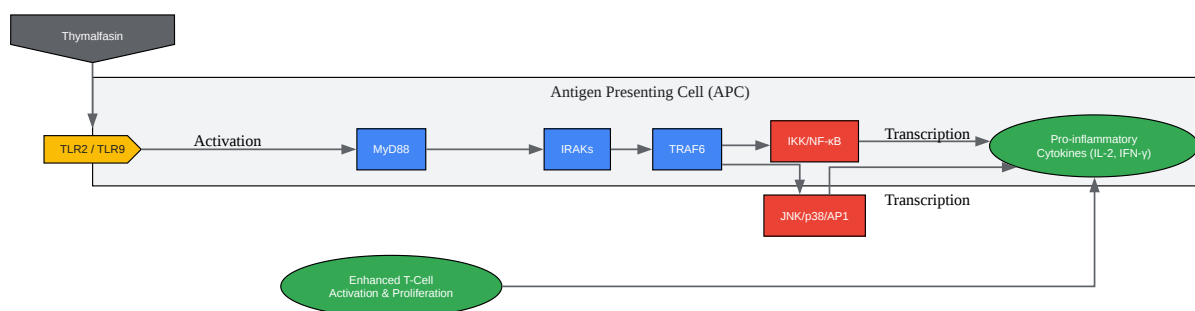 Thymalfasin
Antigen Presenting Cell (APC)
TLR2 / TLR9
Activation
MyD88
IRAKs
TRAF6
IKK/NF-κB
Transcription
Pro-inflammatory
Cytokines (IL-2, IFN-γ)
JNK/p38/AP1
Transcription
Enhanced T-Cell
Activation & Proliferation